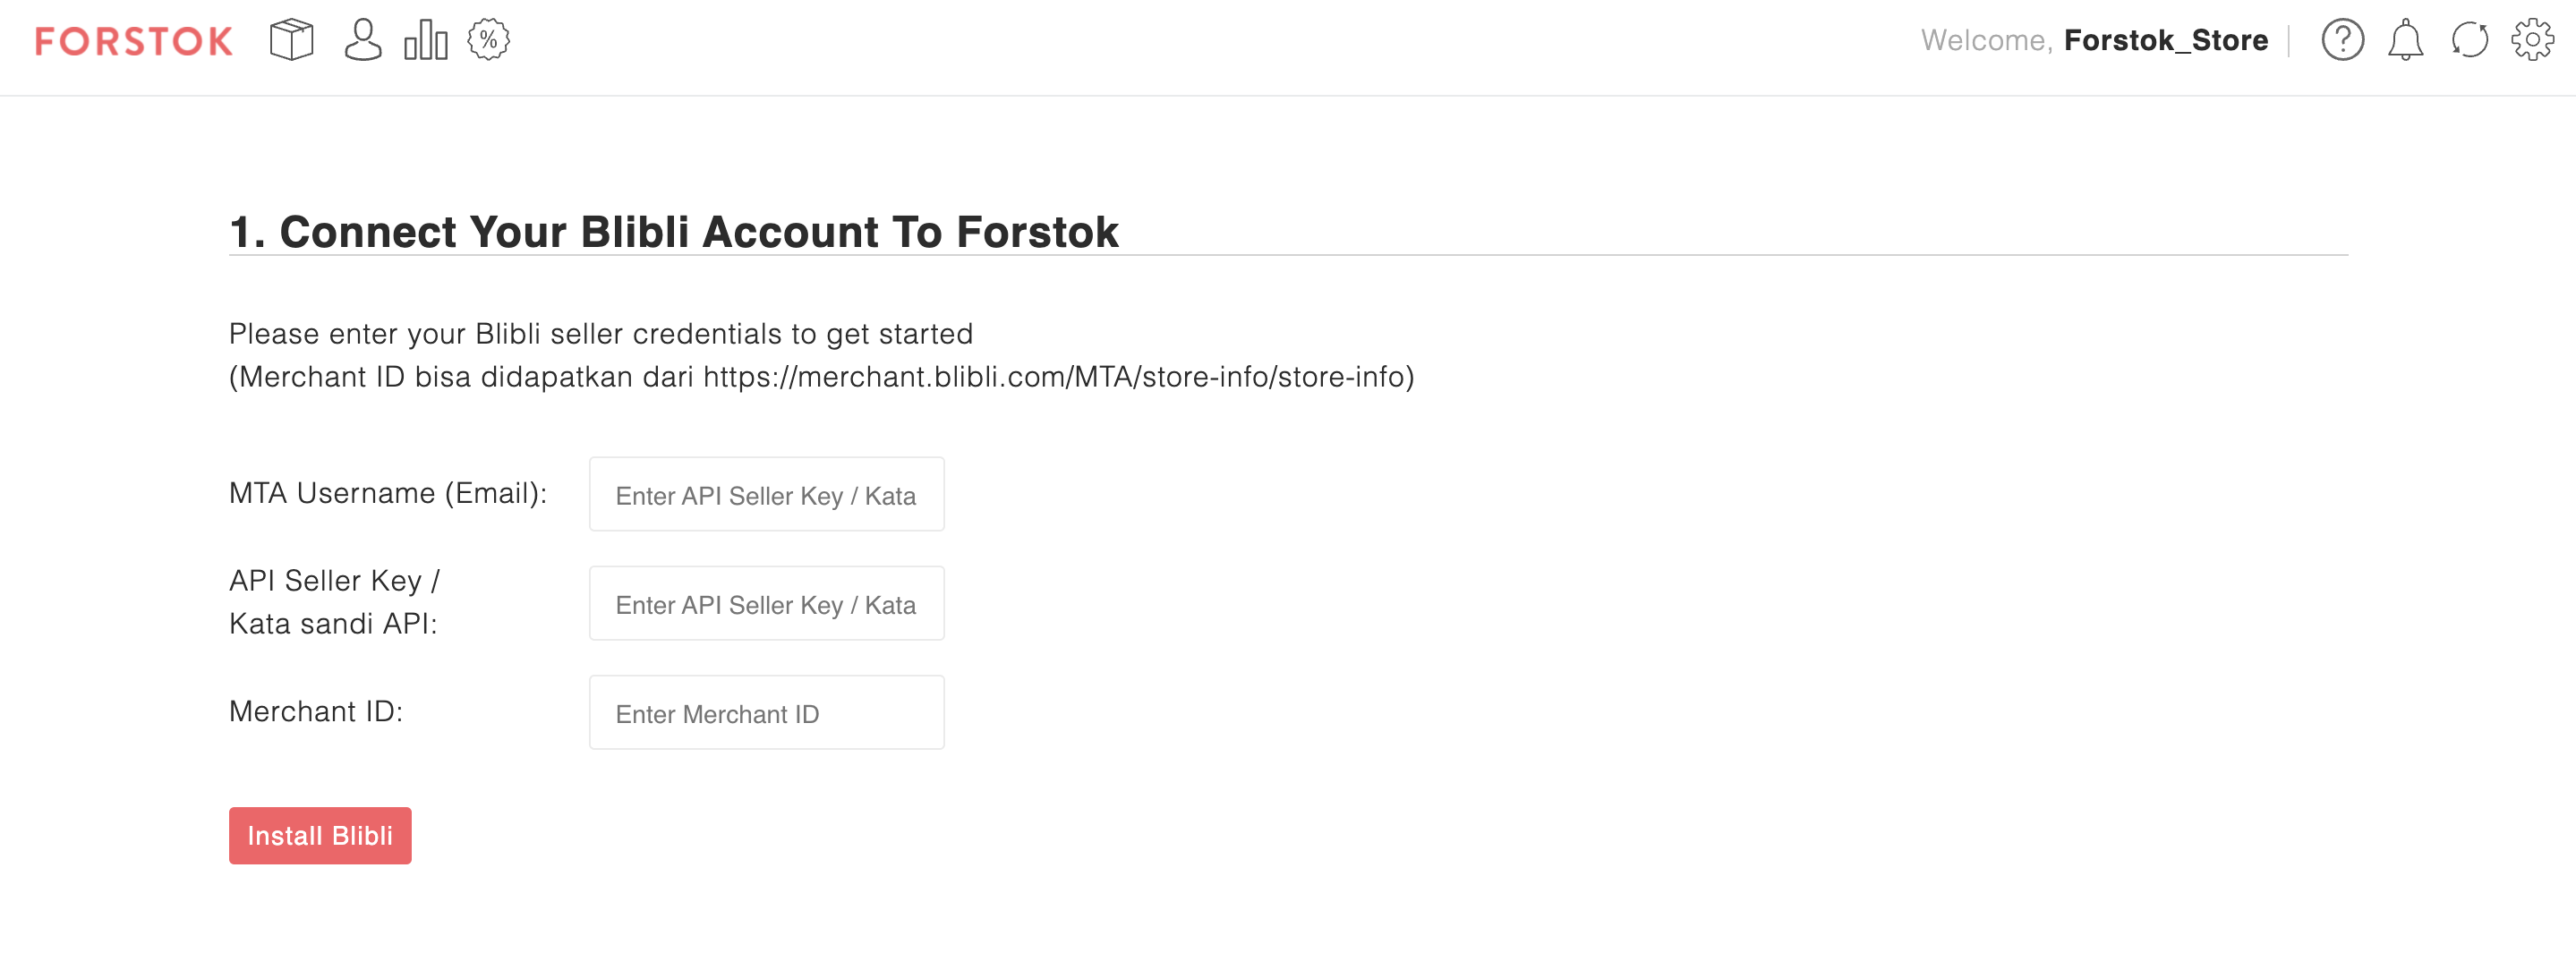 FORSTOK
%
Welcome, Forstok_Store
?
1. Connect Your Blibli Account To Forstok
Please enter your Blibli seller credentials to get started
(Merchant ID bisa didapatkan dari https://merchant.blibli.com/MTA/store-info/store-info)
MTA Username (Email):
Enter API Seller Key / Kata
API Seller Key /
Kata sandi API:
Enter API Seller Key / Kata
Merchant ID:
Enter Merchant ID
Install Blibli